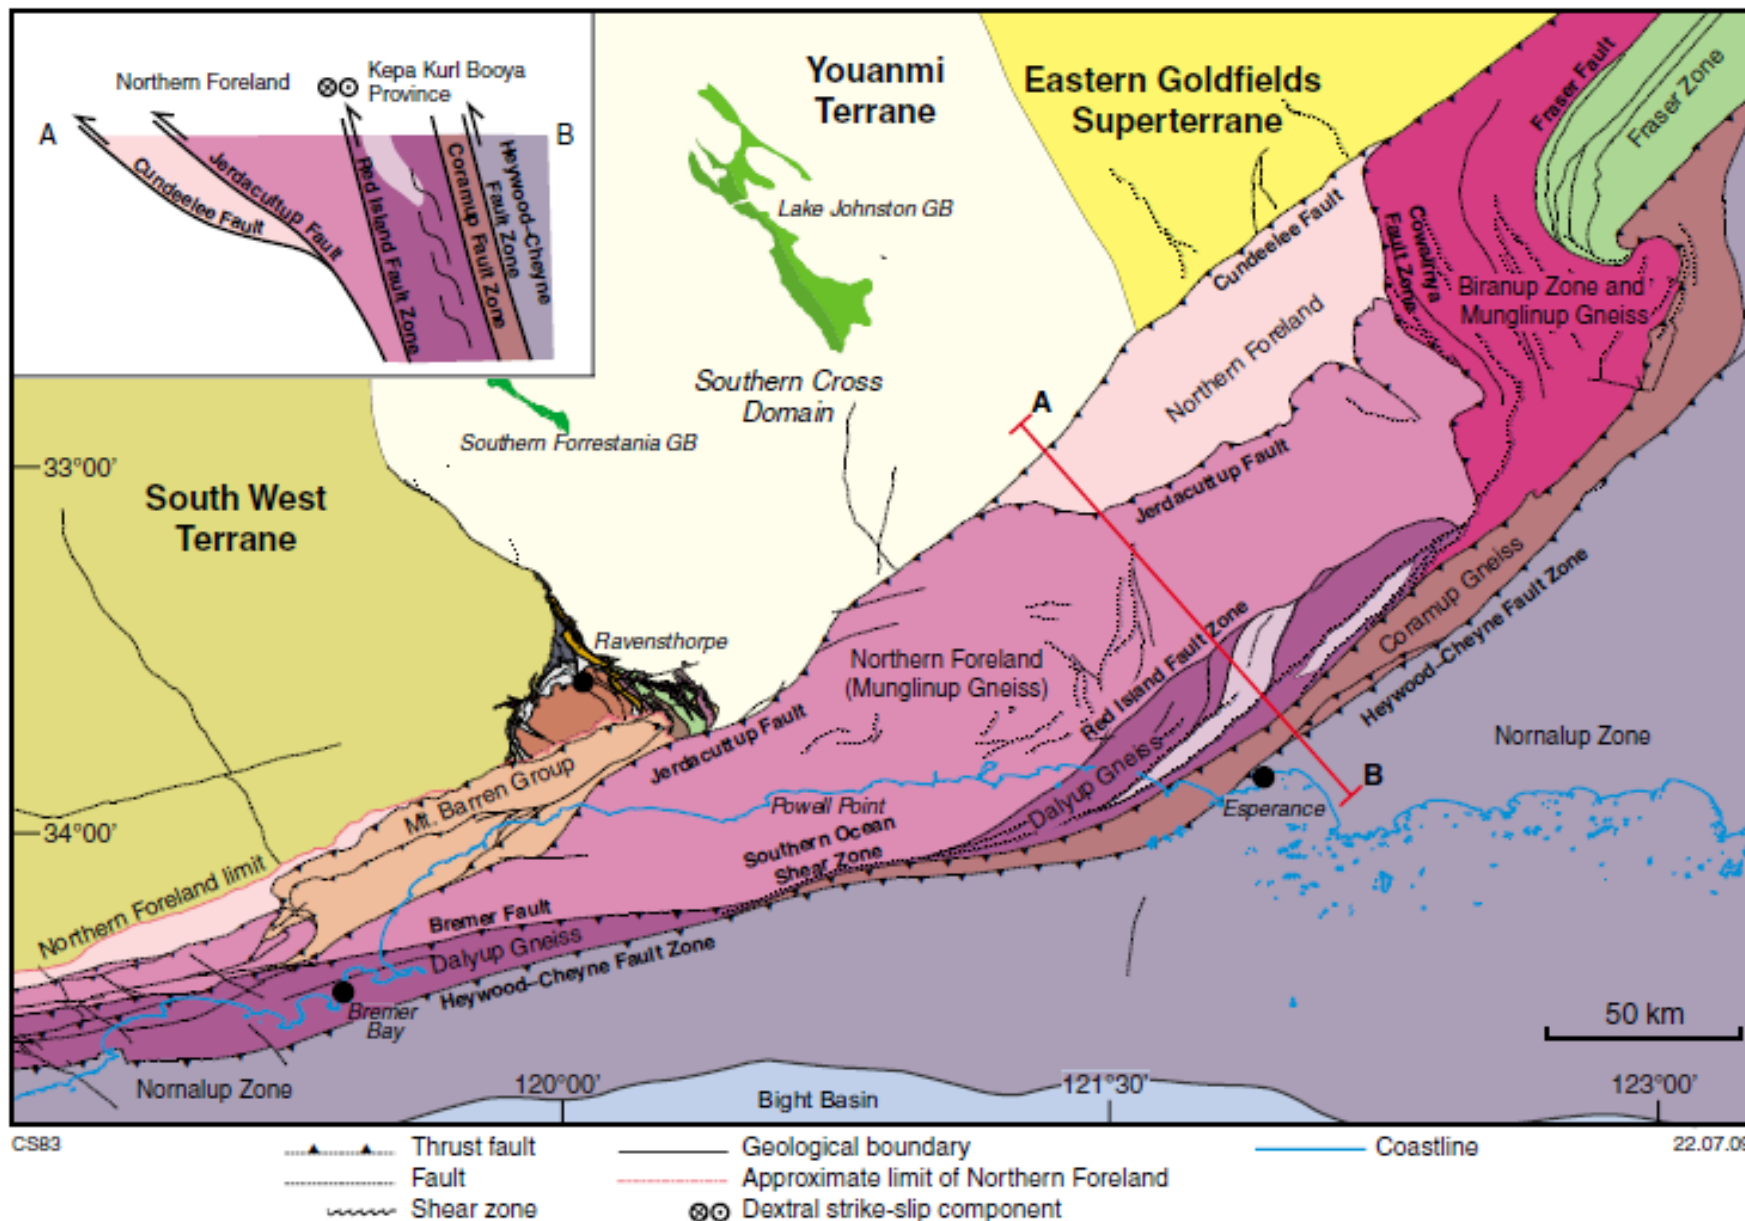 Northern Foreland
Kepa Kurl Booya
Province
A
B
Cundeelee Fault
Jerdacuttup Fault
Red Island Fault Zone
Coramup Fault Zone
Heywood–Cheyne
Fault Zone
Youanmi
Terrane
Eastern Goldfields
Superterrane
Fraser Fault
Fraser Zone
Lake Johnston GB
Cundeelee Fault
Cowalinya
Fault Zone
Biranup Zone and
Munglinup Gneiss
Northern Foreland
Southern Cross
Domain
A
Southern Forrestania GB
33°00'
South West
Terrane
Jerdacuttup Fault
Coramup Gneiss
Heywood–Cheyne Fault Zone
Ravensthorpe
Northern Foreland
(Munglinup Gneiss)
Red Island Fault Zone
Jerdacuttup Fault
Nornalup Zone
Mt. Barren Group
Dalyup Gneiss
B
Powell Point
Esperance
34°00'
Southern Ocean
Shear Zone
Northern Foreland limit
Bremer Fault
Dalyup Gneiss
Heywood–Cheyne Fault Zone
Bremer
Bay
50 km
Nornalup Zone
120°00'
121°30'
123°00'
Bight Basin
CS83
22.07.09
Thrust fault
Geological boundary
Coastline
Fault
Approximate limit of Northern Foreland
Shear zone
Dextral strike-slip component